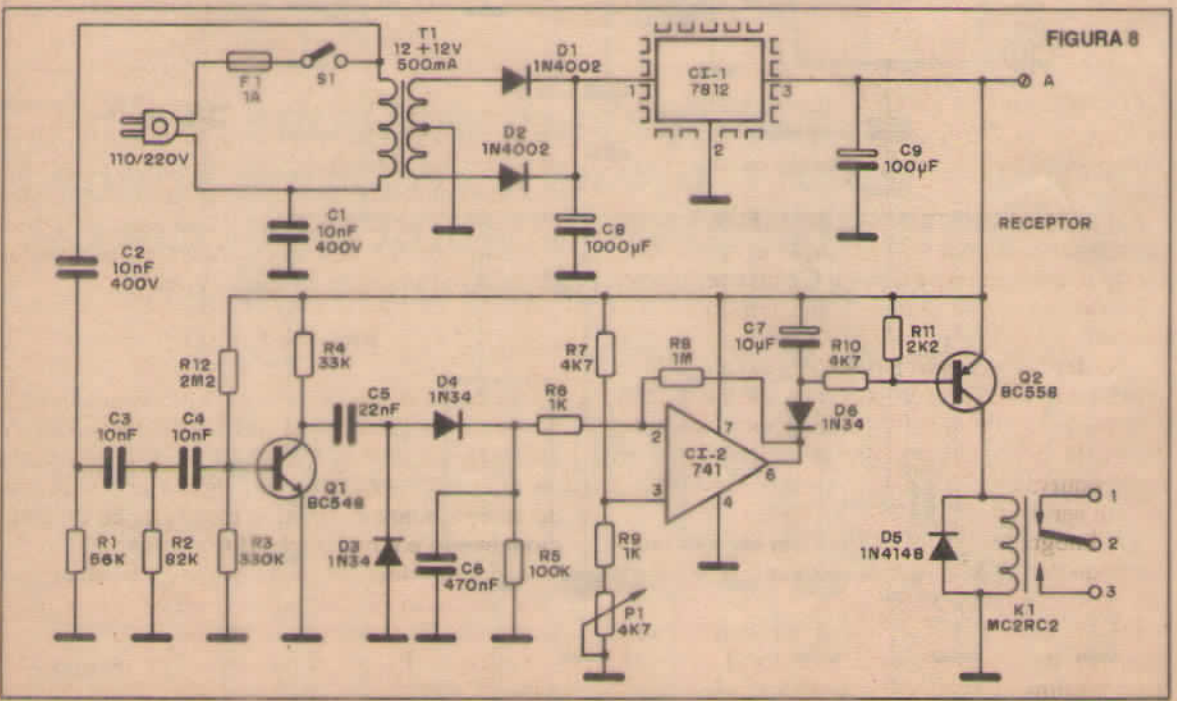 FIGURA 8
T1
12 + 12V
500mA
D1
1N4002
F1
1A
S1
CI-1
7812
1
3
2
A
110/220V
D2
1N4002
C9
100µF
C1
10nF
400V
C8
1000µF
RECEPTOR
C2
10nF
400V
R12
2M2
R4
33K
R7
4K7
R8
1M
C7
10µF
R10
4K7
R11
2K2
Q2
BC558
C3
10nF
C4
10nF
C5
22nF
D4
1N34
R6
1K
D6
1N34
2
7
CI-2
741
6
3
4
Q1
BC548
R1
56K
R2
82K
R3
330K
D3
1N34
C6
470nF
R5
100K
R9
1K
P1
4K7
D5
1N4148
1
2
3
K1
MC2RC2